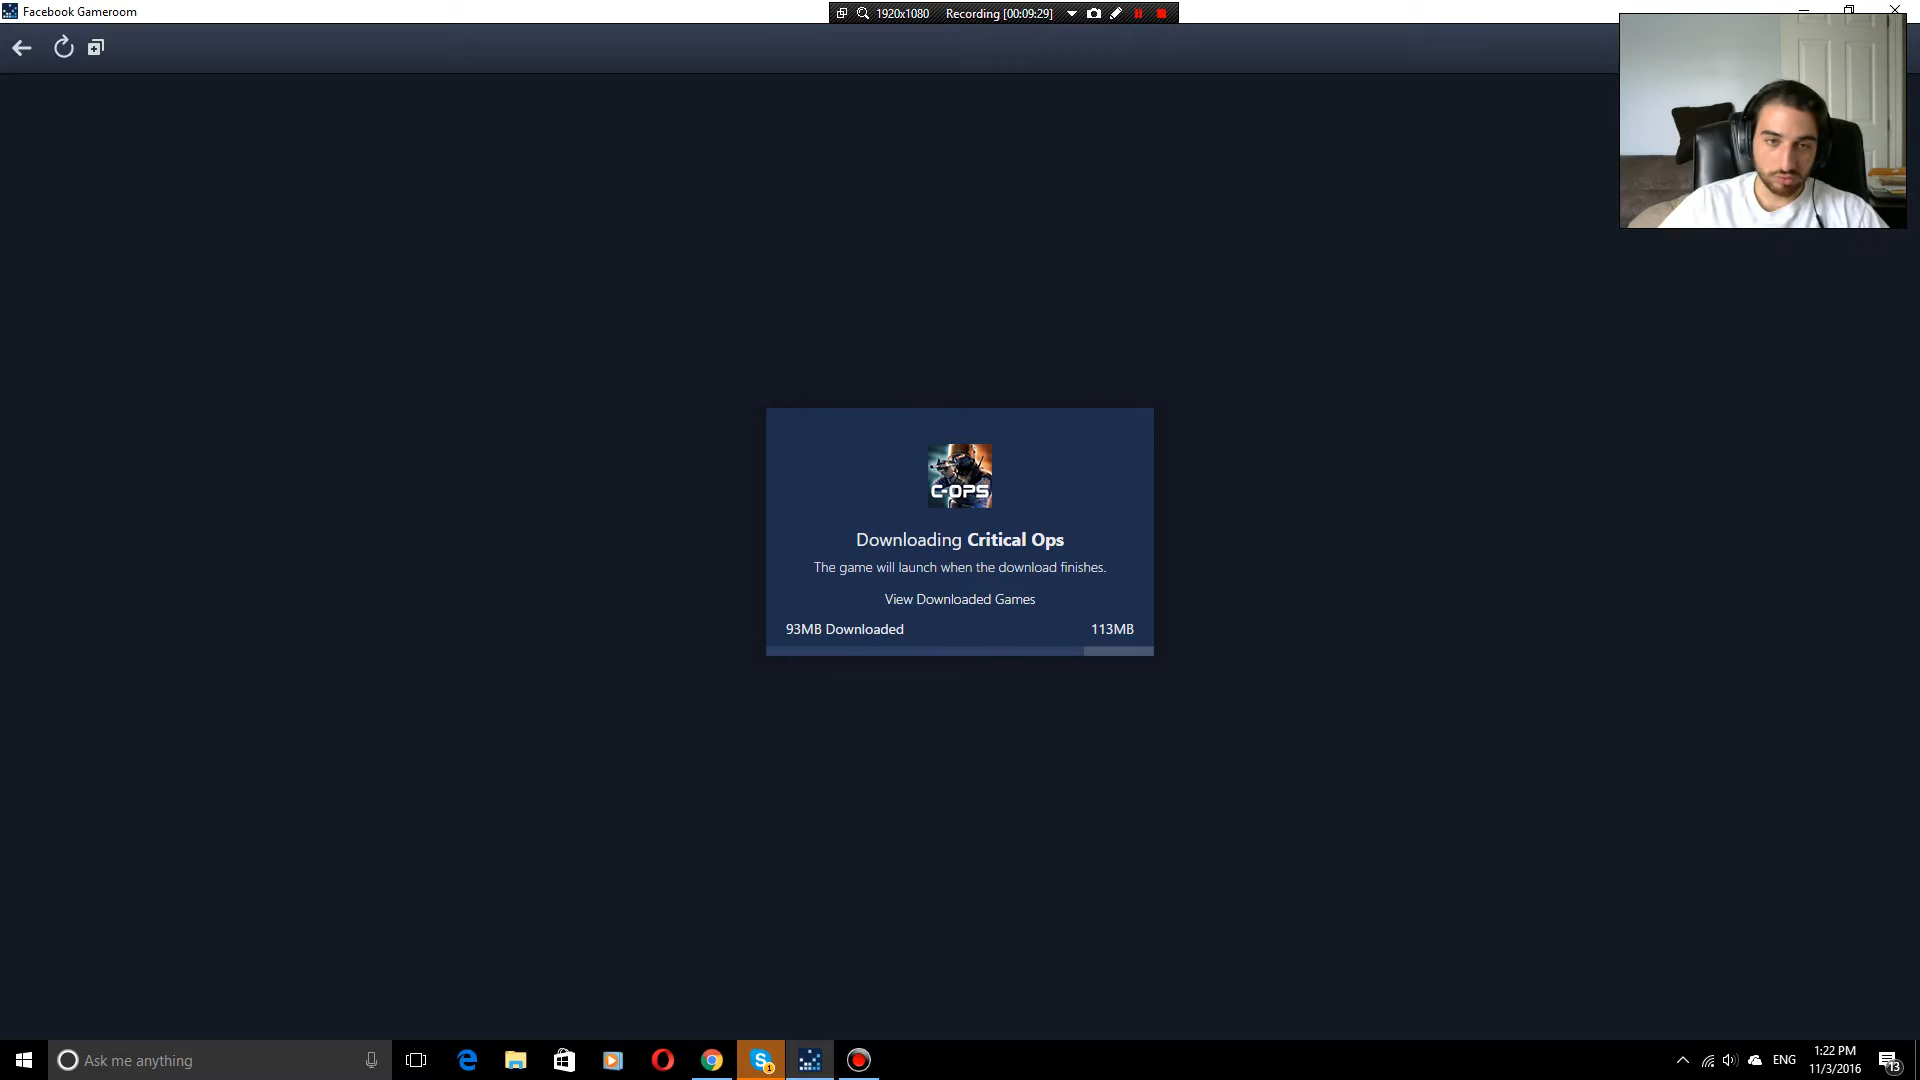 Facebook Gameroom
1920x1080 Recording [00:09:29]
C-OPS
Downloading Critical Ops
The game will launch when the download finishes.
View Downloaded Games
93MB Downloaded 113MB
Ask me anything
S 1
ENG
1:22 PM
11/3/2016
13